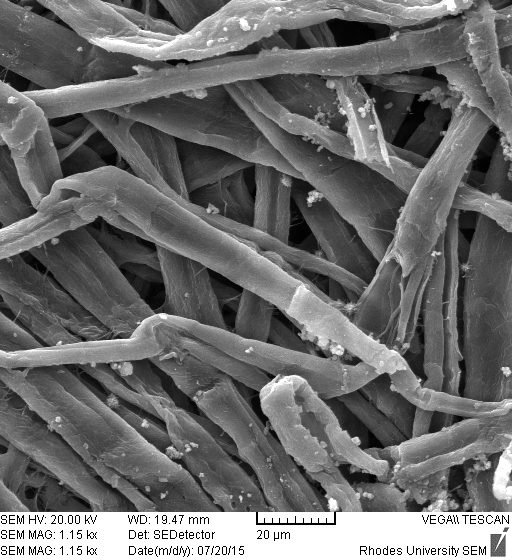 SEM HV: 20.00 kV WD: 19.47 mm VEGA\\ TESCAN
SEM MAG: 1.15 kx Det: SEDetector 20 µm
SEM MAG: 1.15 kx Date(m/d/y): 07/20/15 Rhodes University SEM